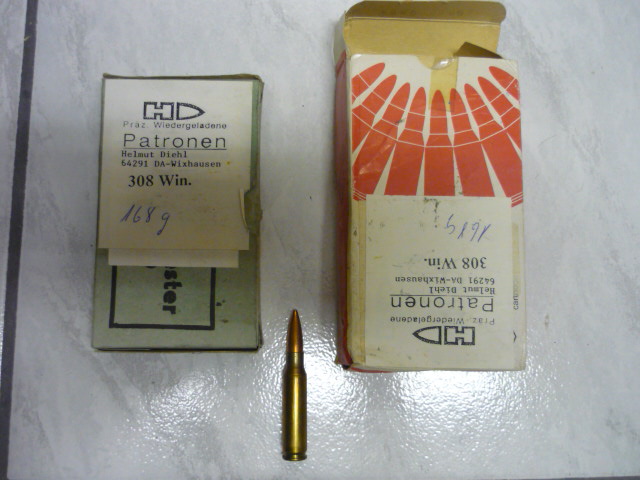 HD
Präz. Wiedergeladene
Patronen
Helmut Diehl
64291 DA-Wixhausen
308 Win.
168 g
HD
Präz. Wiedergeladene
Patronen
Helmut Diehl
64291 DA-Wixhausen
308 Win.
168 g